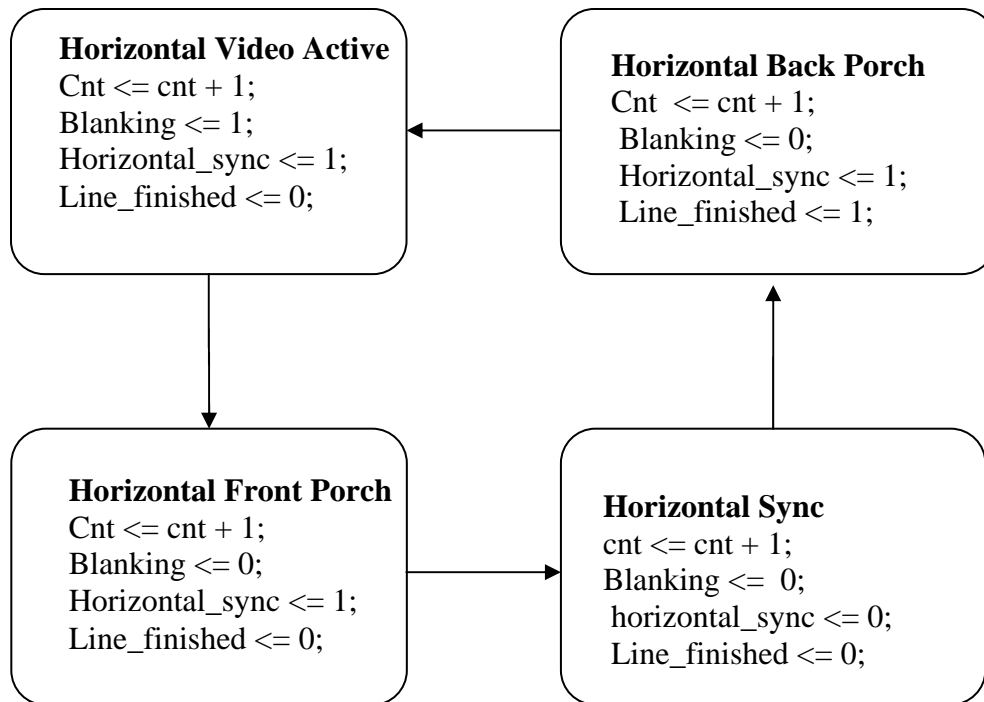 Horizontal Video Active
Cnt <= cnt + 1;
Blanking <= 1;
Horizontal_sync <= 1;
Line_finished <= 0;
Horizontal Back Porch
Cnt <= cnt + 1;
Blanking <= 0;
Horizontal_sync <= 1;
Line_finished <= 1;
Horizontal Front Porch
Cnt <= cnt + 1;
Blanking <= 0;
Horizontal_sync <= 1;
Line_finished <= 0;
Horizontal Sync
cnt <= cnt + 1;
Blanking <= 0;
horizontal_sync <= 0;
Line_finished <= 0;